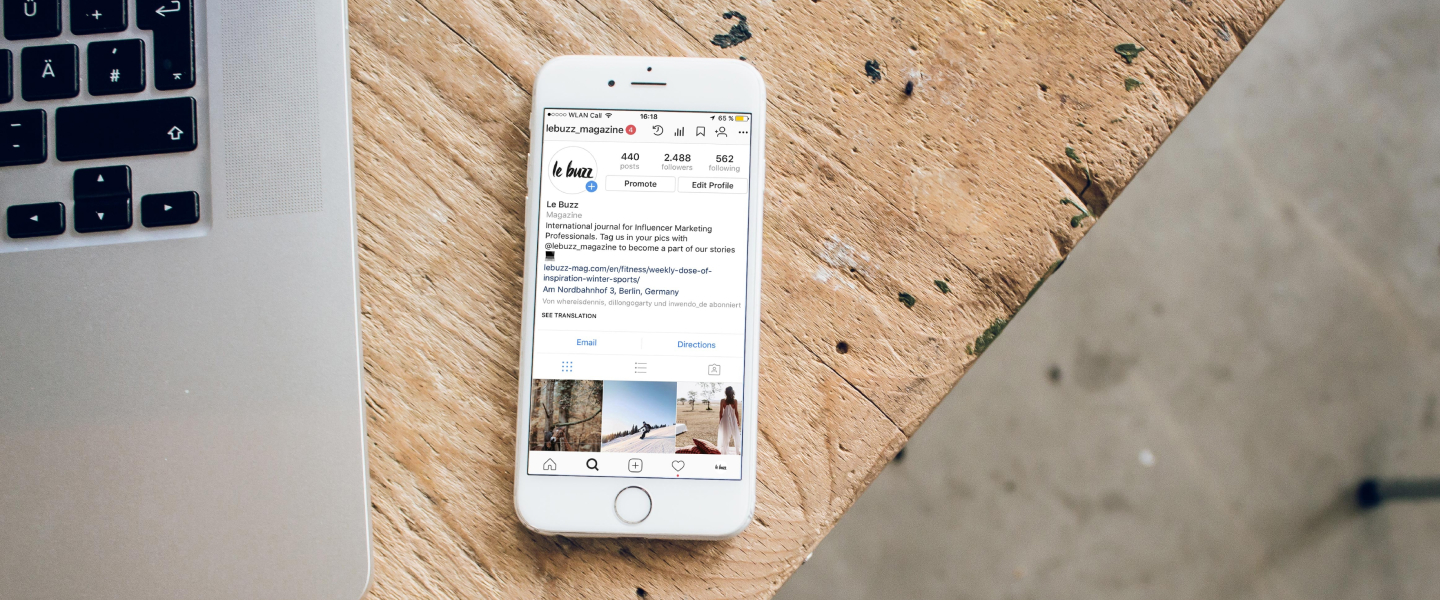 Ü
+
Ä
#
-
WLAN Call 16:18 65 %
lebuzz_magazine 4
le buzz
440 2.488 562
posts followers following
Promote Edit Profile
Le Buzz
Magazine
International journal for Influencer Marketing
Professionals. Tag us in your pics with
@lebuzz_magazine to become a part of our stories
lebuzz-mag.com/en/fitness/weekly-dose-of-
inspiration-winter-sports/
Am Nordbahnhof 3, Berlin, Germany
Von whereisdennis, dillongogarty und inwendo_de abonniert
SEE TRANSLATION
Email Directions
le buzz